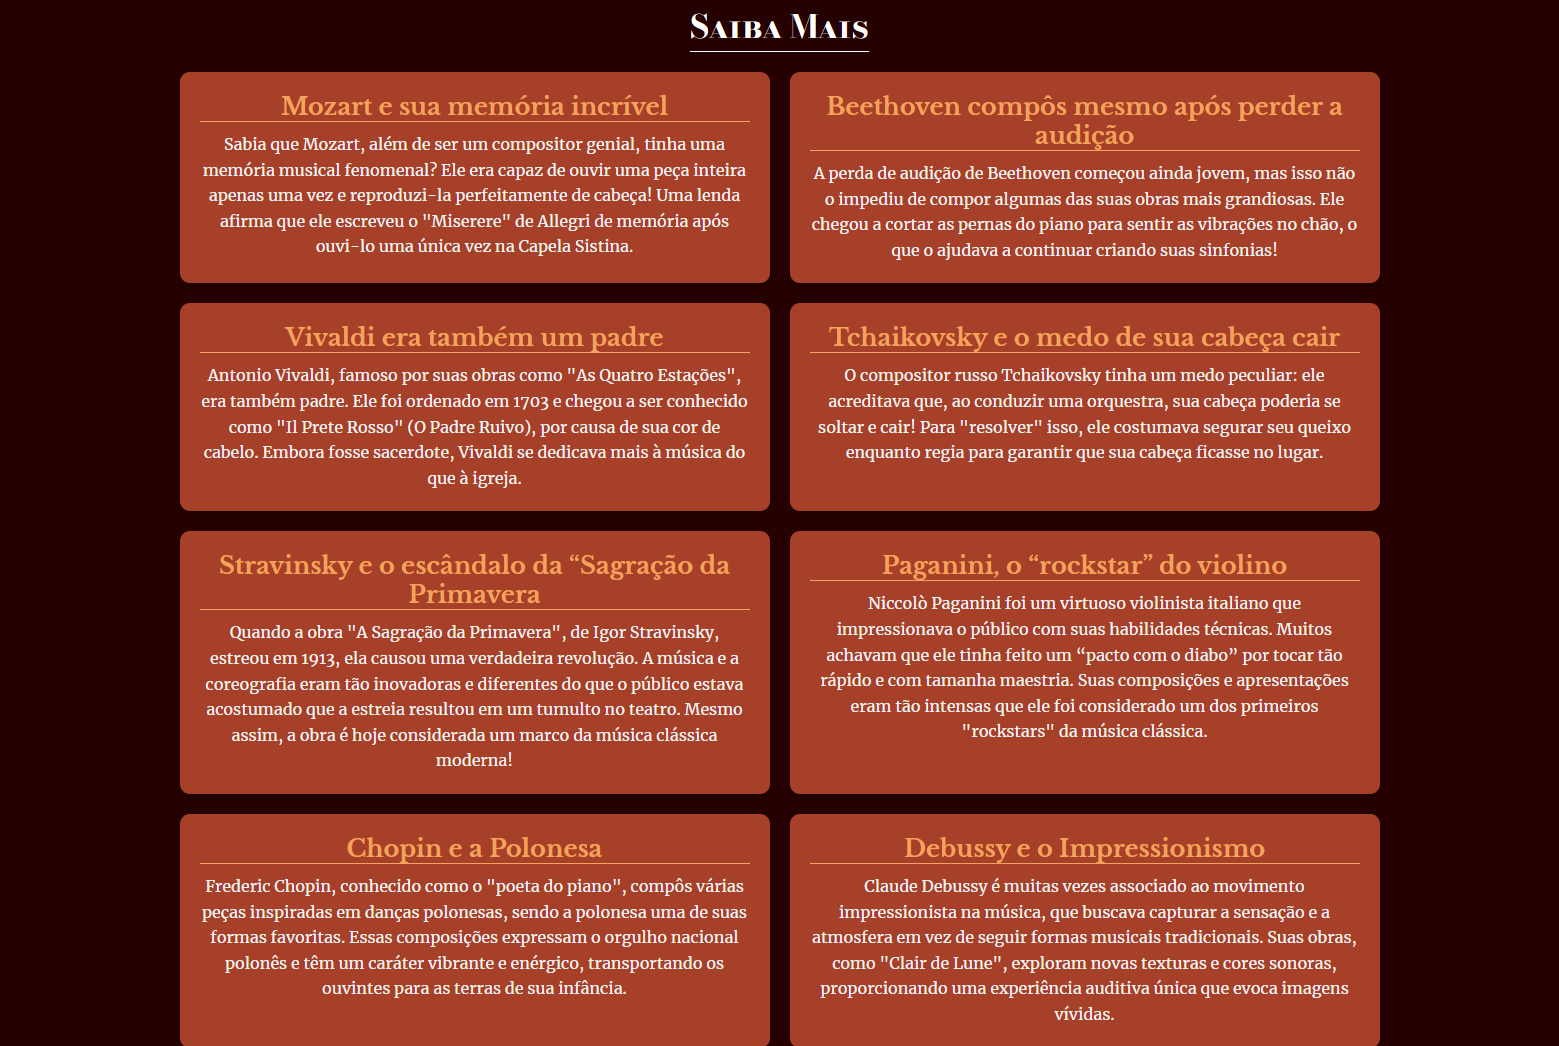 Saiba Mais
Mozart e sua memória incrível
Sabia que Mozart, além de ser um compositor genial, tinha uma
memória musical fenomenal? Ele era capaz de ouvir uma peça inteira
apenas uma vez e reproduzi-la perfeitamente de cabeça! Uma lenda
afirma que ele escreveu o "Miserere" de Allegri de memória após
ouvi-lo uma única vez na Capela Sistina.
Beethoven compôs mesmo após perder a
audição
A perda de audição de Beethoven começou ainda jovem, mas isso não
o impediu de compor algumas das suas obras mais grandiosas. Ele
chegou a cortar as pernas do piano para sentir as vibrações no chão, o
que o ajudava a continuar criando suas sinfonias!
Vivaldi era também um padre
Antonio Vivaldi, famoso por suas obras como "As Quatro Estações",
era também padre. Ele foi ordenado em 1703 e chegou a ser conhecido
como "Il Prete Rosso" (O Padre Ruivo), por causa de sua cor de
cabelo. Embora fosse sacerdote, Vivaldi se dedicava mais à música do
que à igreja.
Tchaikovsky e o medo de sua cabeça cair
O compositor russo Tchaikovsky tinha um medo peculiar: ele
acreditava que, ao conduzir uma orquestra, sua cabeça poderia se
soltar e cair! Para "resolver" isso, ele costumava segurar seu queixo
enquanto regia para garantir que sua cabeça ficasse no lugar.
Stravinsky e o escândalo da “Sagração da
Primavera
Quando a obra "A Sagração da Primavera", de Igor Stravinsky,
estreou em 1913, ela causou uma verdadeira revolução. A música e a
coreografia eram tão inovadoras e diferentes do que o público estava
acostumado que a estreia resultou em um tumulto no teatro. Mesmo
assim, a obra é hoje considerada um marco da música clássica
moderna!
Paganini, o “rockstar” do violino
Niccolò Paganini foi um virtuoso violinista italiano que
impressionava o público com suas habilidades técnicas. Muitos
achavam que ele tinha feito um “pacto com o diabo” por tocar tão
rápido e com tamanha maestria. Suas composições e apresentações
eram tão intensas que ele foi considerado um dos primeiros
"rockstars" da música clássica.
Chopin e a Polonesa
Frederic Chopin, conhecido como o "poeta do piano", compôs várias
peças inspiradas em danças polonesas, sendo a polonesa uma de suas
formas favoritas. Essas composições expressam o orgulho nacional
polonês e têm um caráter vibrante e enérgico, transportando os
ouvintes para as terras de sua infância.
Debussy e o Impressionismo
Claude Debussy é muitas vezes associado ao movimento
impressionista na música, que buscava capturar a sensação e a
atmosfera em vez de seguir formas musicais tradicionais. Suas obras,
como "Clair de Lune", exploram novas texturas e cores sonoras,
proporcionando uma experiência auditiva única que evoca imagens
vívidas.